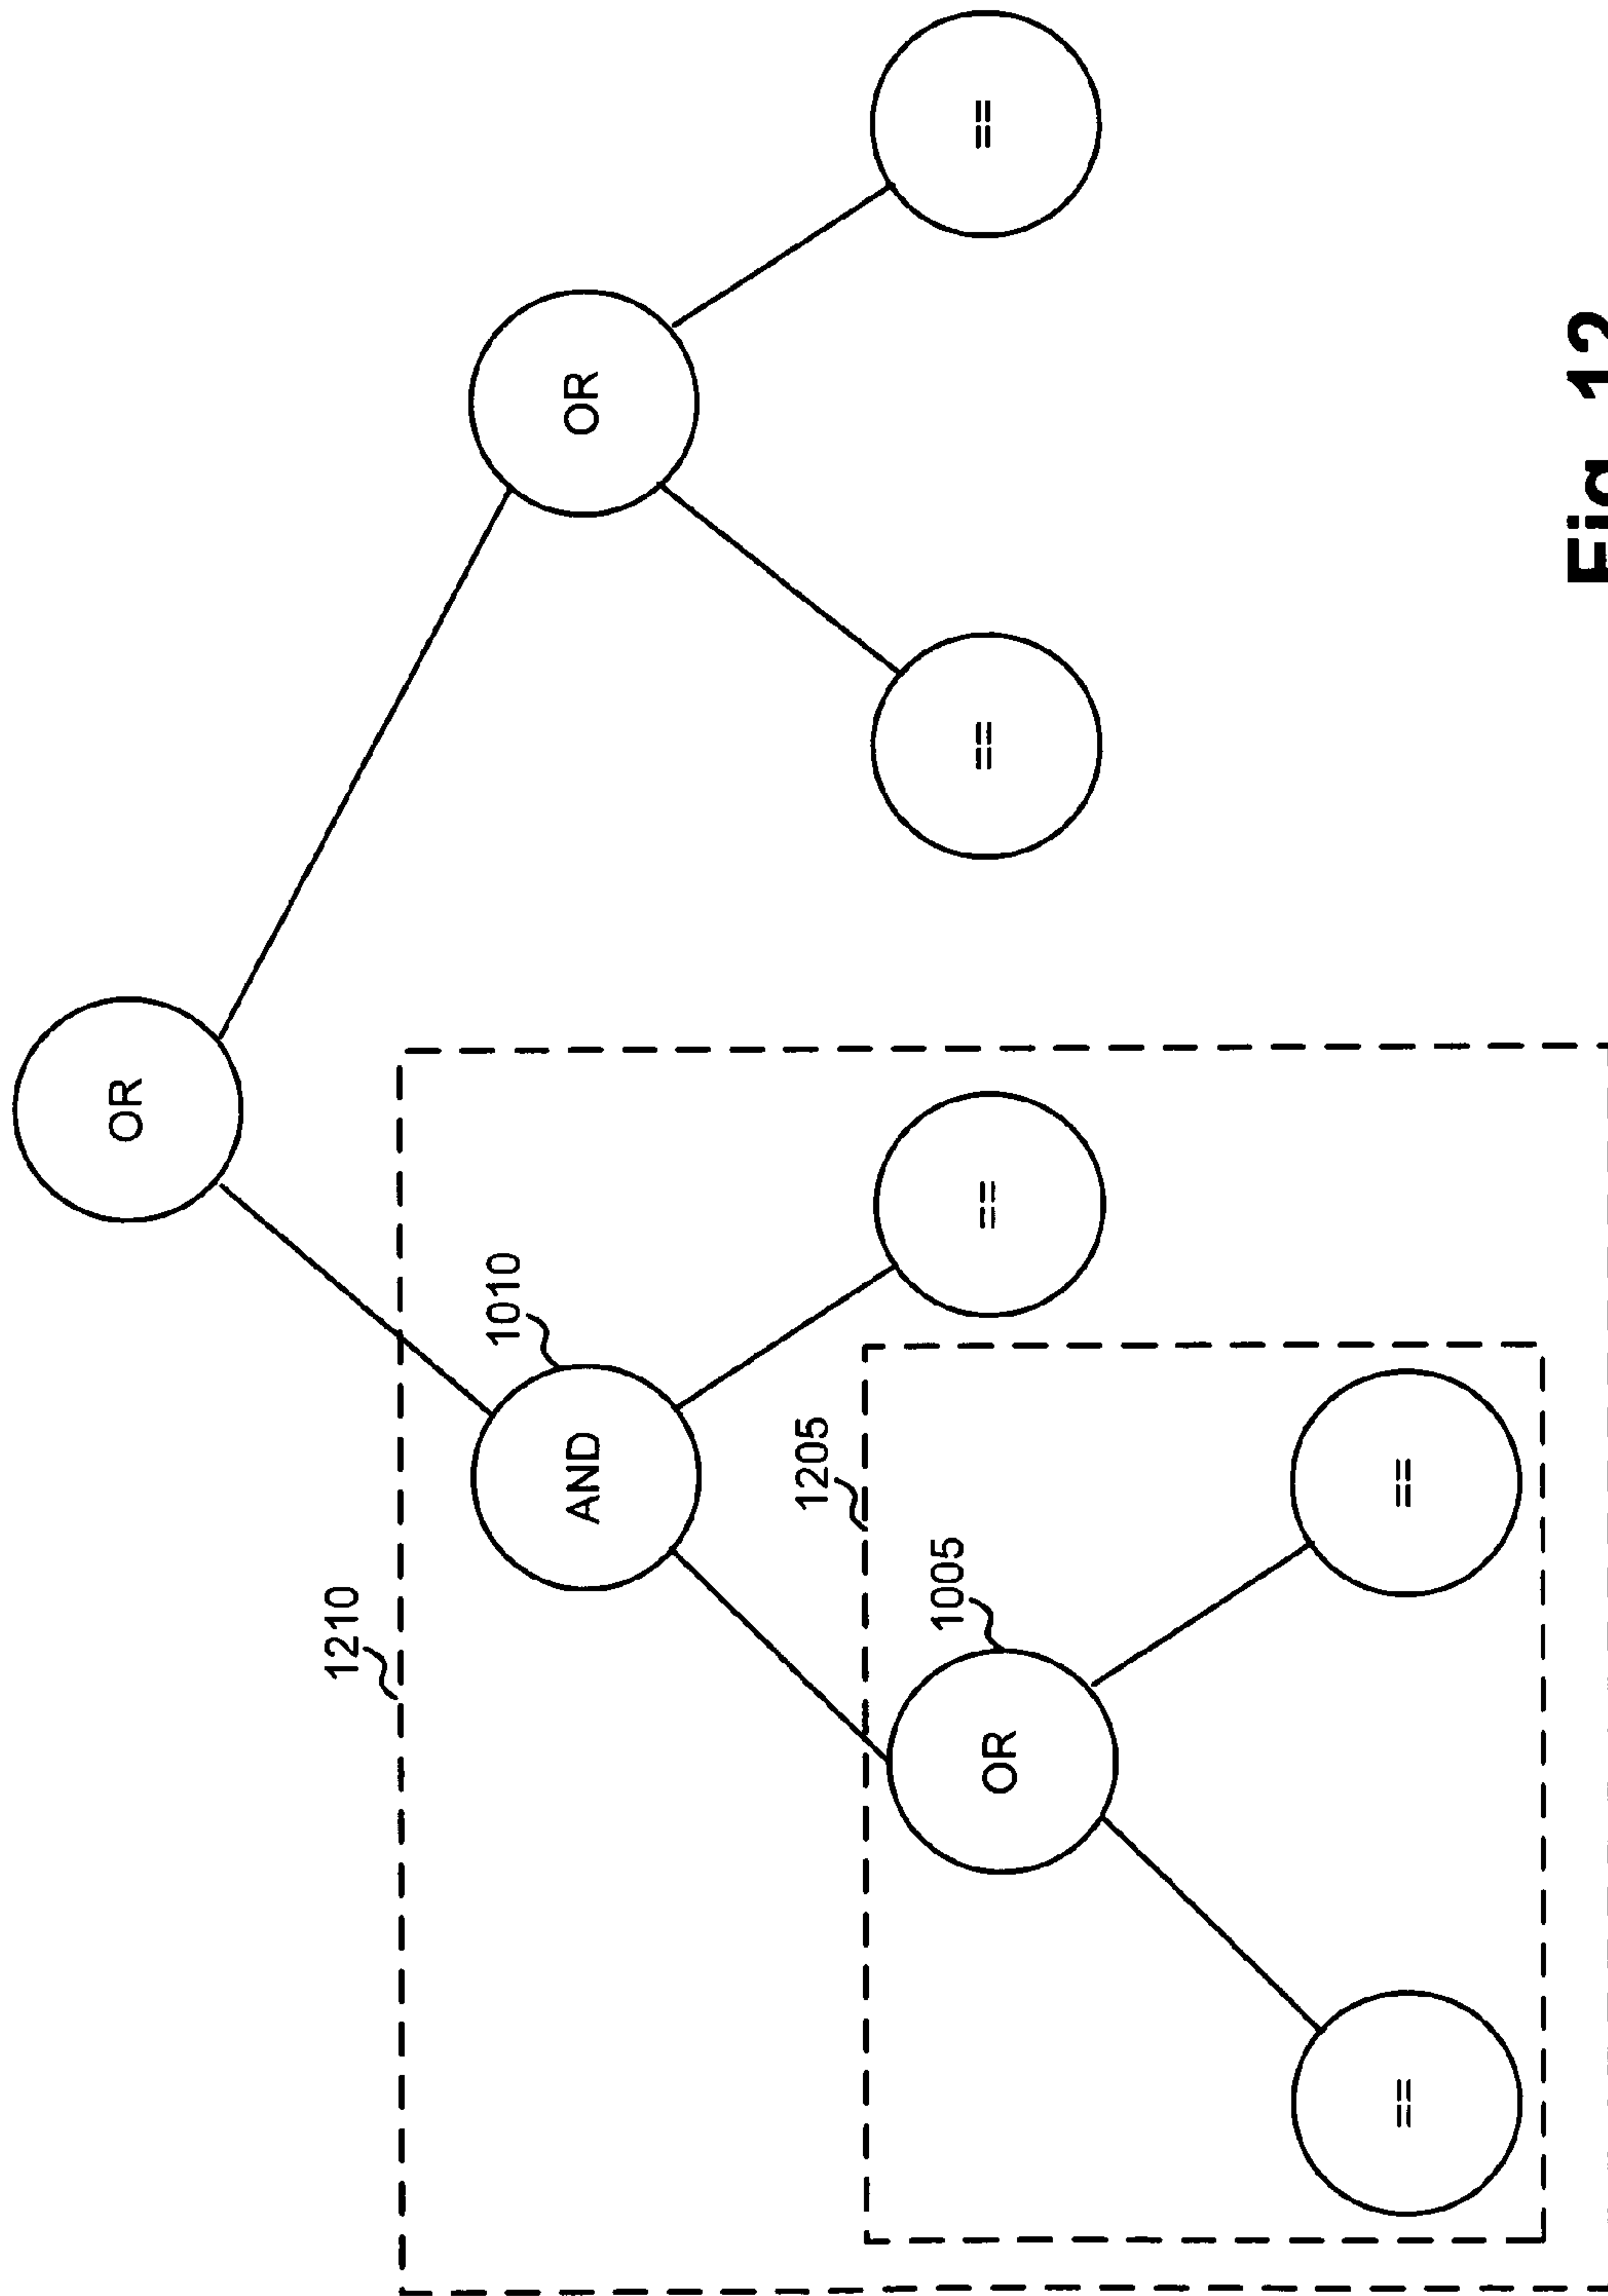 OR
1210
1010
AND OR
1205
1005
OR == == ==
== ==
Fig 12